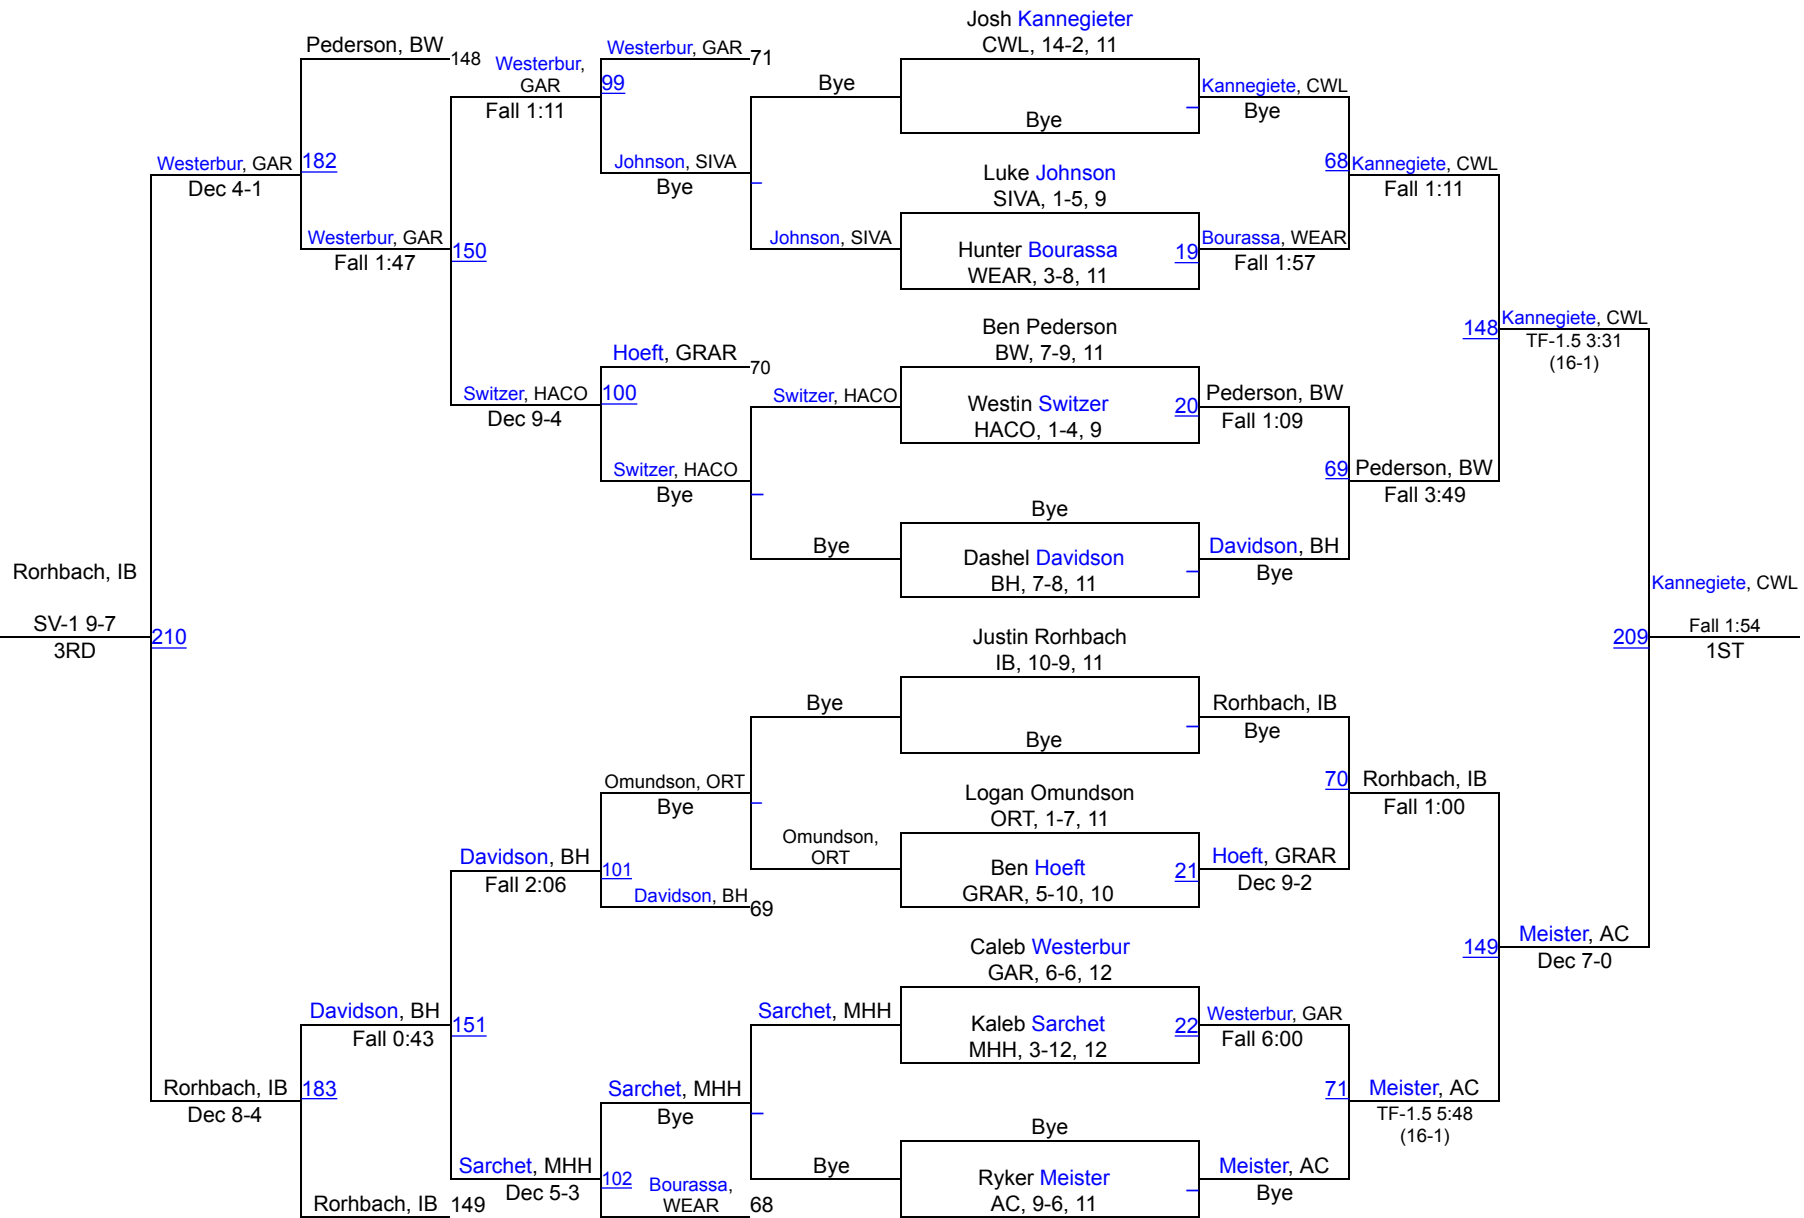 Josh Kannegieter
CWL, 14-2, 11
Bye
Luke Johnson
SIVA, 1-5, 9
Hunter Bourassa
WEAR, 3-8, 11
19
Ben Pederson
BW, 7-9, 11
Westin Switzer
HACO, 1-4, 9
20
Bye
Dashel Davidson
BH, 7-8, 11
Justin Rorhbach
IB, 10-9, 11
Bye
Logan Omundson
ORT, 1-7, 11
Ben Hoeft
GRAR, 5-10, 10
21
Caleb Westerbur
GAR, 6-6, 12
Kaleb Sarchet
MHH, 3-12, 12
22
Bye
Ryker Meister
AC, 9-6, 11
Kannegiete, CWL
Bye
68
Bourassa, WEAR
Fall 1:57
Pederson, BW
Fall 1:09
69
Davidson, BH
Bye
Rorhbach, IB
Bye
70
Hoeft, GRAR
Dec 9-2
Westerbur, GAR
Fall 6:00
71
Meister, AC
Bye
Kannegiete, CWL
Fall 1:11
148
Pederson, BW
Fall 3:49
Rorhbach, IB
Fall 1:00
149
Meister, AC
TF-1.5 5:48
(16-1)
Kannegiete, CWL
TF-1.5 3:31
(16-1)
209
Meister, AC
Dec 7-0
Kannegiete, CWL
Fall 1:54
1ST
Bye
Johnson, SIVA
Switzer, HACO
Bye
Bye
Omundson,
ORT
Sarchet, MHH
Bye
Westerbur, GAR 71
99
Johnson, SIVA
Bye
Hoeft, GRAR
70
100
Switzer, HACO
Bye
Omundson, ORT
Bye
101
Davidson, BH
69
Sarchet, MHH
Bye
102
Bourassa,
WEAR 68
Westerbur,
GAR
Fall 1:11
150
Switzer, HACO
Dec 9-4
Davidson, BH
Fall 2:06
151
Sarchet, MHH
Dec 5-3
Pederson, BW
148
182
Westerbur, GAR
Fall 1:47
Davidson, BH
Fall 0:43
183
Rorhbach, IB 149
Westerbur, GAR
Dec 4-1
210
Rorhbach, IB
Dec 8-4
Rorhbach, IB
SV-1 9-7
3RD